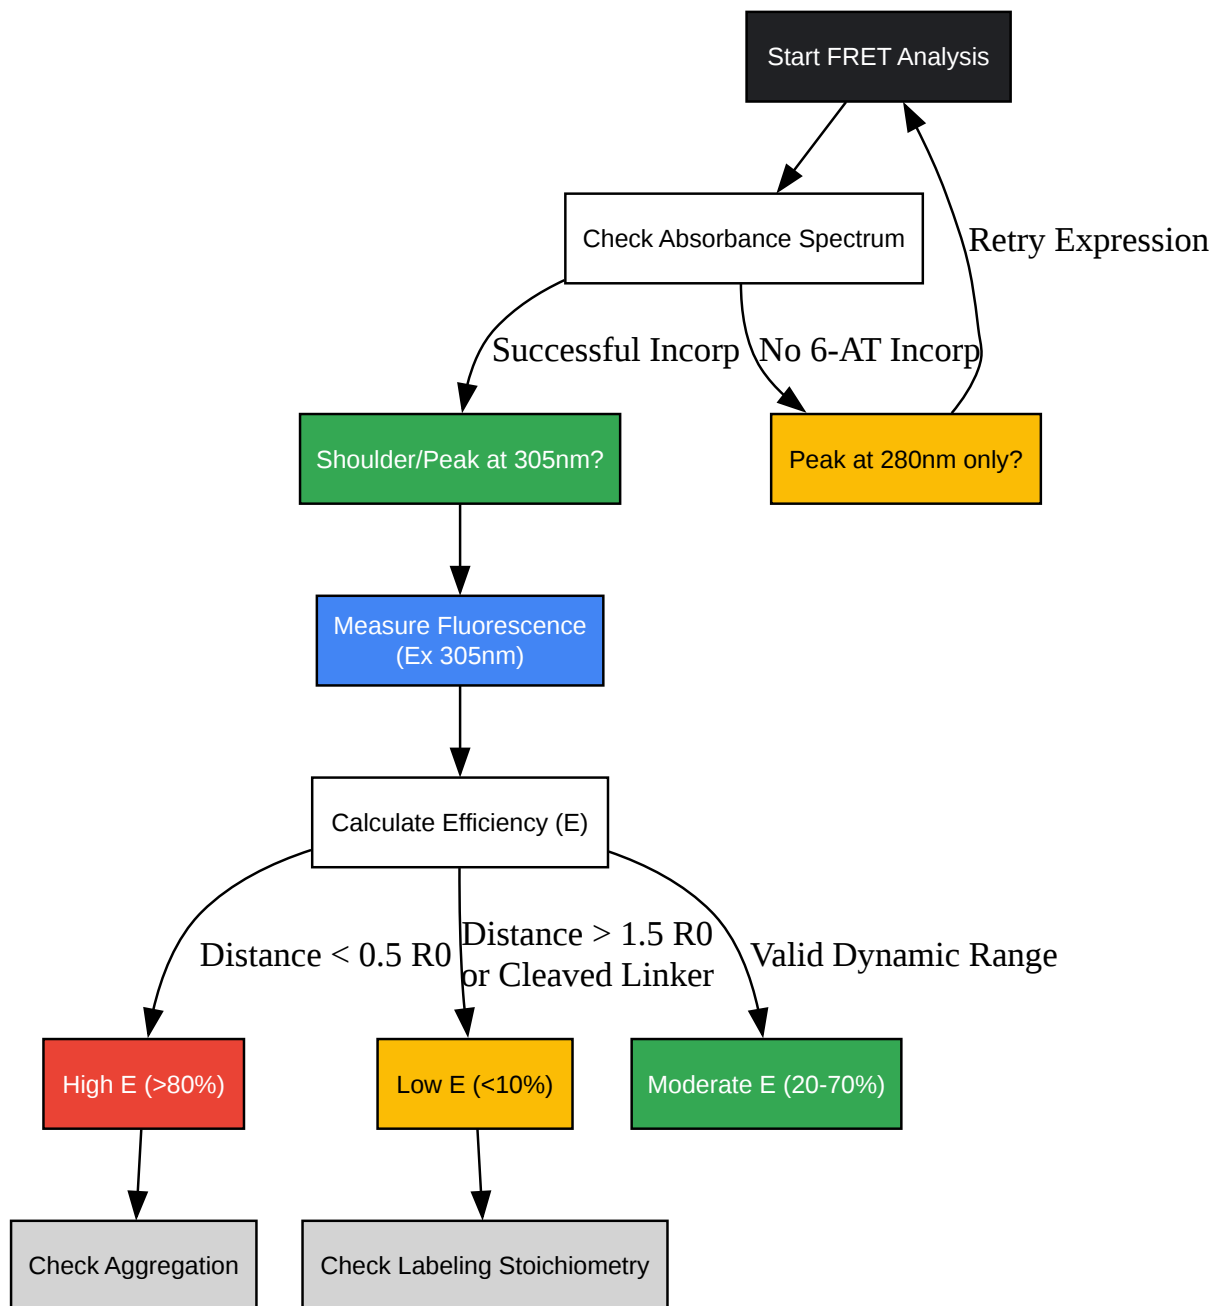 Start FRET Analysis
Check Absorbance Spectrum
Retry Expression
Successful Incorp
No 6-AT Incorp
Shoulder/Peak at 305nm?
Peak at 280nm only?
Measure Fluorescence
(Ex 305nm)
Calculate Efficiency (E)
Distance < 0.5 R0
Distance > 1.5 R0
or Cleaved Linker
Valid Dynamic Range
High E (>80%)
Low E (<10%)
Moderate E (20-70%)
Check Aggregation
Check Labeling Stoichiometry